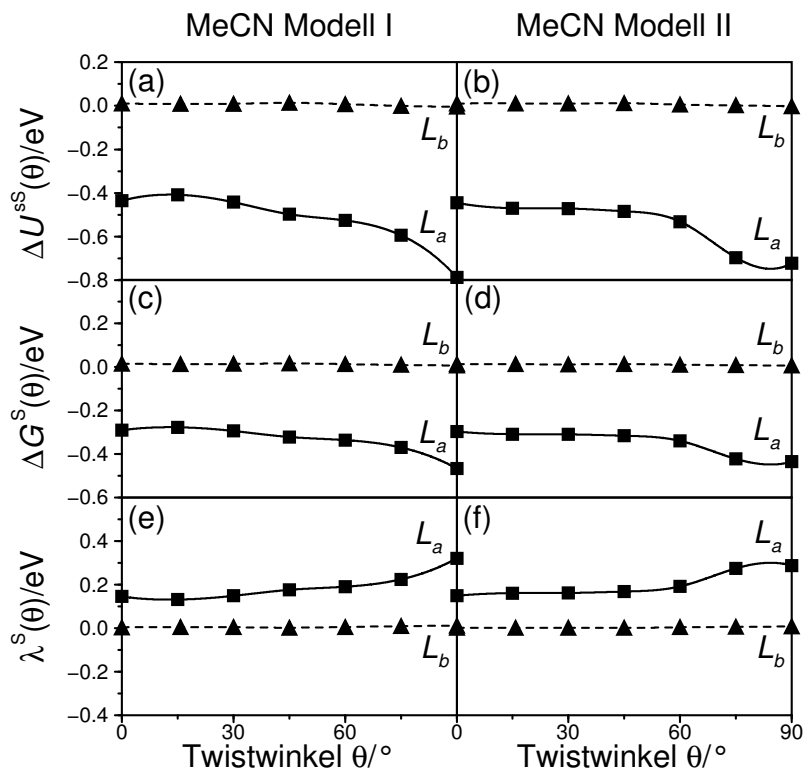 MeCN Modell I
MeCN Modell II
ΔU^sS(θ)/eV
0.2
0.0
−0.2
−0.4
−0.6
−0.8
(a)
L_b
L_a
(b)
L_b
L_a
ΔG^S(θ)/eV
0.2
0.0
−0.2
−0.4
−0.6
(c)
L_b
L_a
(d)
L_b
L_a
λ^S(θ)/eV
0.4
0.2
0.0
0.2
−0.4
(e)
L_a
L_b
(f)
L_a
L_b
0 30 60 0 30 60 90
Twistwinkel θ/° Twistwinkel θ/°